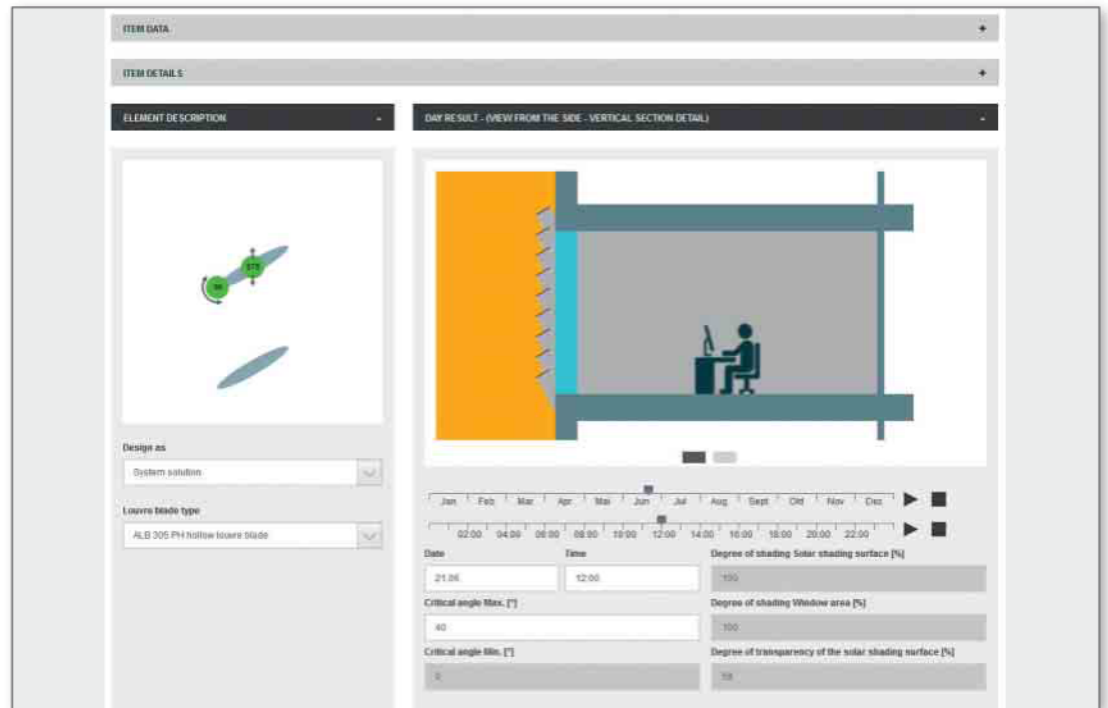 ITEM DATA +
ITEM DETAILS +
ELEMENT DESCRIPTION -
DAY RESULT - (VIEW FROM THE SIDE - VERTICAL SECTION DETAIL) -
Design as
System solution
Louvre blade type
ALB 305 PH hollow louvre blade
Jan Feb Mar Apr Mai Jun Jul Aug Sept Okt Nov Dez
02:00 04:00 06:00 08:00 10:00 12:00 14:00 16:00 18:00 20:00 22:00
Date Time Degree of shading Solar shading surface [%]
21.06. 12:00 100
Critical angle Max. [°] Degree of shading Window area [%]
40 100
Critical angle Min. [°] Degree of transparency of the solar shading surface [%]
0